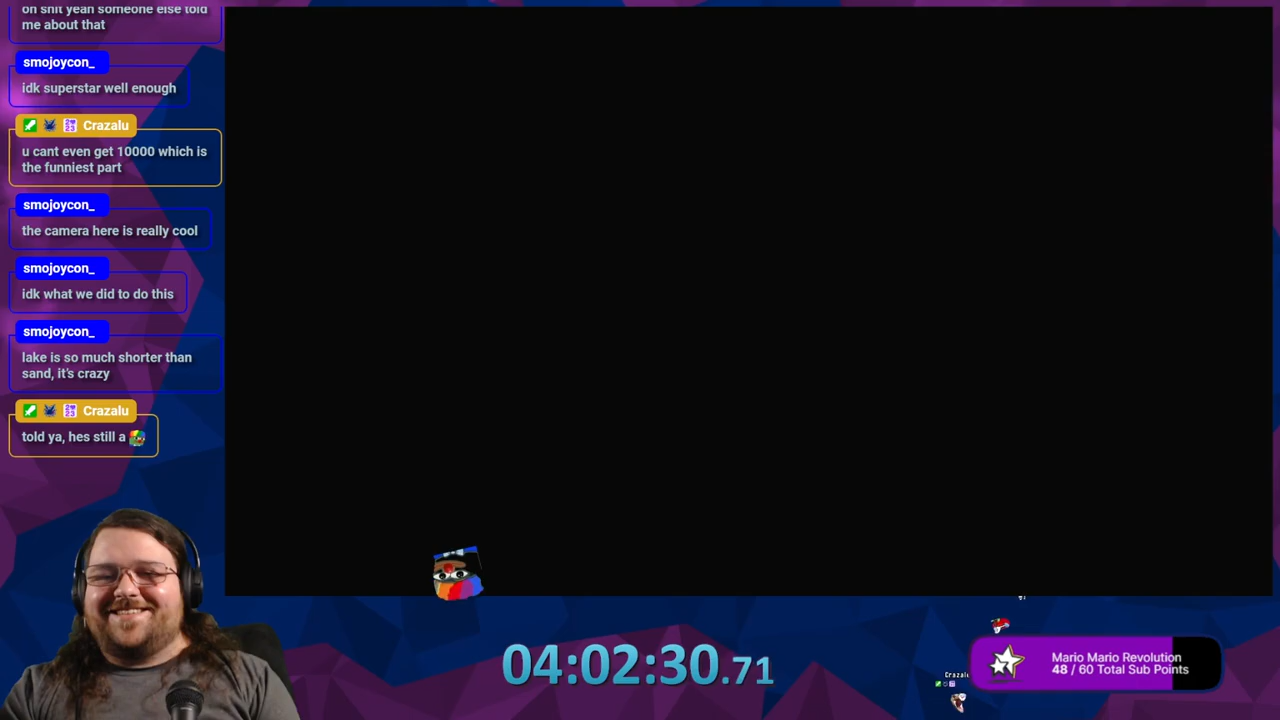 oh shit yeah someone else told
me about that
smojoycon_
idk superstar well enough
Crazalu
u cant even get 10000 which is
the funniest part
smojoycon_
the camera here is really cool
smojoycon_
idk what we did to do this
smojoycon_
lake is so much shorter than
sand, it's crazy
Crazalu
told ya, hes still a
04:02:30.71
Crazalu
Mario Mario Revolution
48 / 60 Total Sub Points